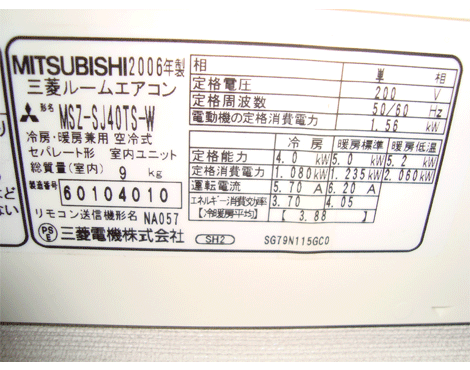 MITSUBISHI 2006年製
三菱ルームエアコン
形名 MSZ-SJ40TS-W
冷房・暖房兼用 空冷式
セパレート形 室内ユニット
総質量(室内) 9 kg
製造番号 60104010
リモコン送信機形名 NA057
PSE 三菱電機株式会社
相 単 相
定格電圧 200 V
定格周波数 50/60 Hz
電動機の定格消費電力 1.56 kW
冷 房 暖房標準 暖房低温
定格能力 4.0 kW 5.0 kW 5.2 kW
定格消費電力 1.080 kW 1.235 kW 2.060 kW
運転電流 5.70 A 6.20 A
エネルギー消費効率 3.70 4.05
【冷暖房平均】 【 3.88 】
SH2 SG79N115GC0
り
ほど
ない